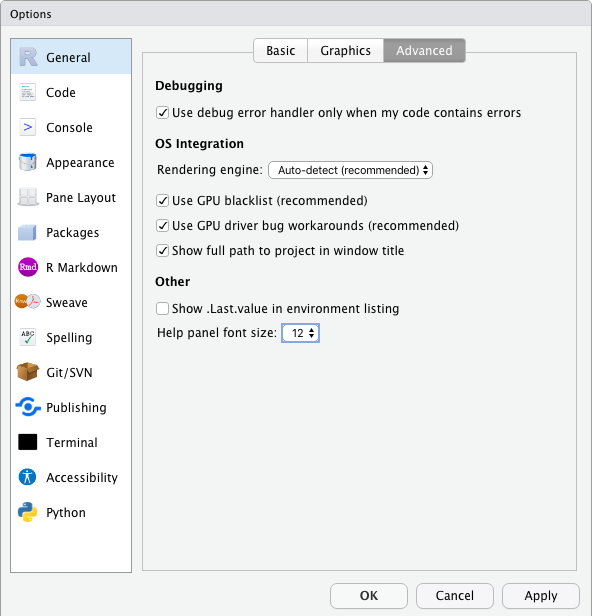 Options
R General
Code
> Console
Appearance
Pane Layout
Packages
Rmd R Markdown
Rnw Sweave
ABC Spelling
Git/SVN
Publishing
Terminal
Accessibility
Python
Basic Graphics Advanced
Debugging
Use debug error handler only when my code contains errors
OS Integration
Rendering engine: Auto-detect (recommended)
Use GPU blacklist (recommended)
Use GPU driver bug workarounds (recommended)
Show full path to project in window title
Other
Show .Last.value in environment listing
Help panel font size: 12
OK Cancel Apply